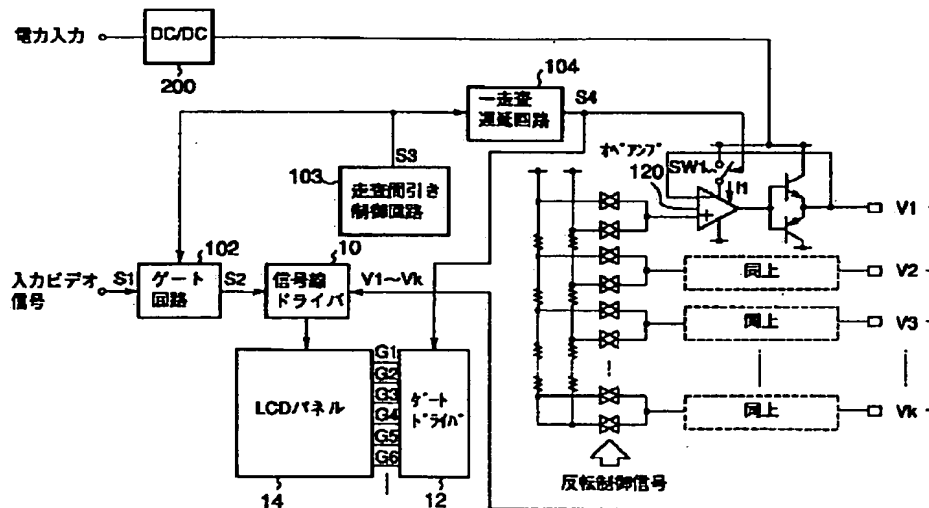 電力入力
DC/DC
200
104
一走査
遅延回路
S4
S3
103
走査間引き
制御回路
オペアンプ
SW1
I1
120
V1
102
入力ビデオ
信号
S1
ゲート
回路
S2
10
信号線
ドライバ
V1～Vk
同上
V2
同上
V3
同上
Vk
LCDパネル
G1
G2
G3
G4
G5
G6
ゲート
ドライバ
14
12
反転制御信号